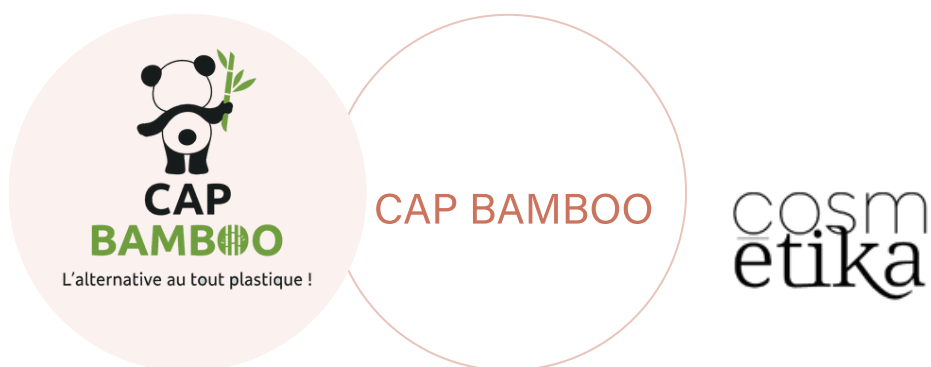 CAP
BAMBOO
L'alternative au tout plastique !
CAP BAMBOO
cosm
etika